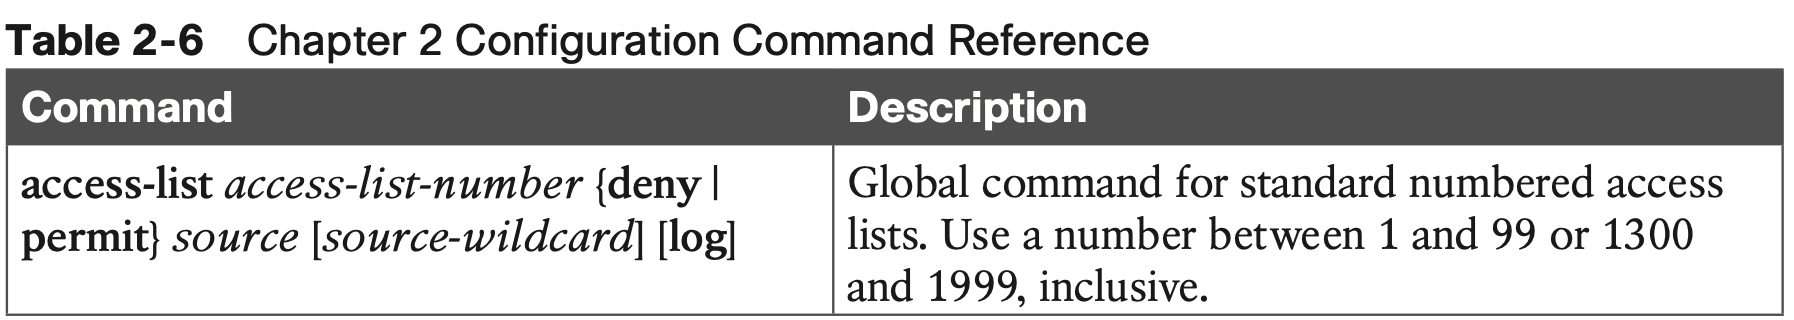 Table 2-6 Chapter 2 Configuration Command Reference
Command
Description
access-list access-list-number {deny |
permit} source [source-wildcard] [log]
Global command for standard numbered access
lists. Use a number between 1 and 99 or 1300
and 1999, inclusive.